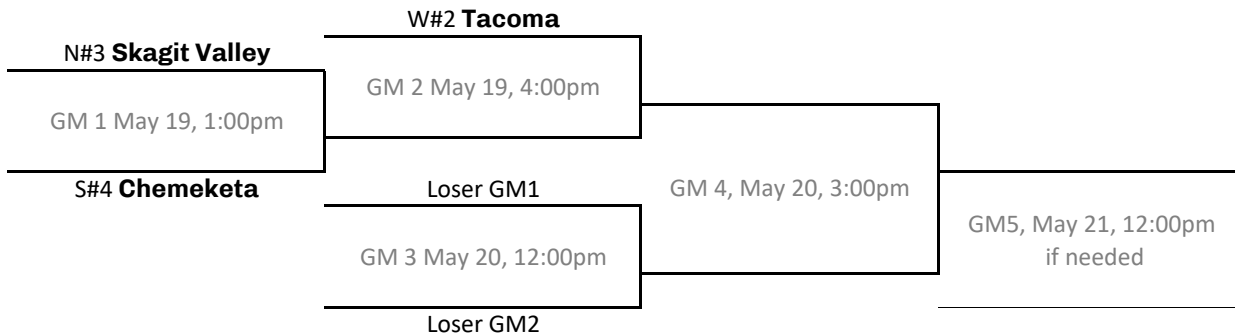 W#2 Tacoma
N#3 Skagit Valley
GM 2 May 19, 4:00pm
GM 1 May 19, 1:00pm
S#4 Chemeketa
Loser GM1
GM 4, May 20, 3:00pm
GM5, May 21, 12:00pm
if needed
GM 3 May 20, 12:00pm
Loser GM2